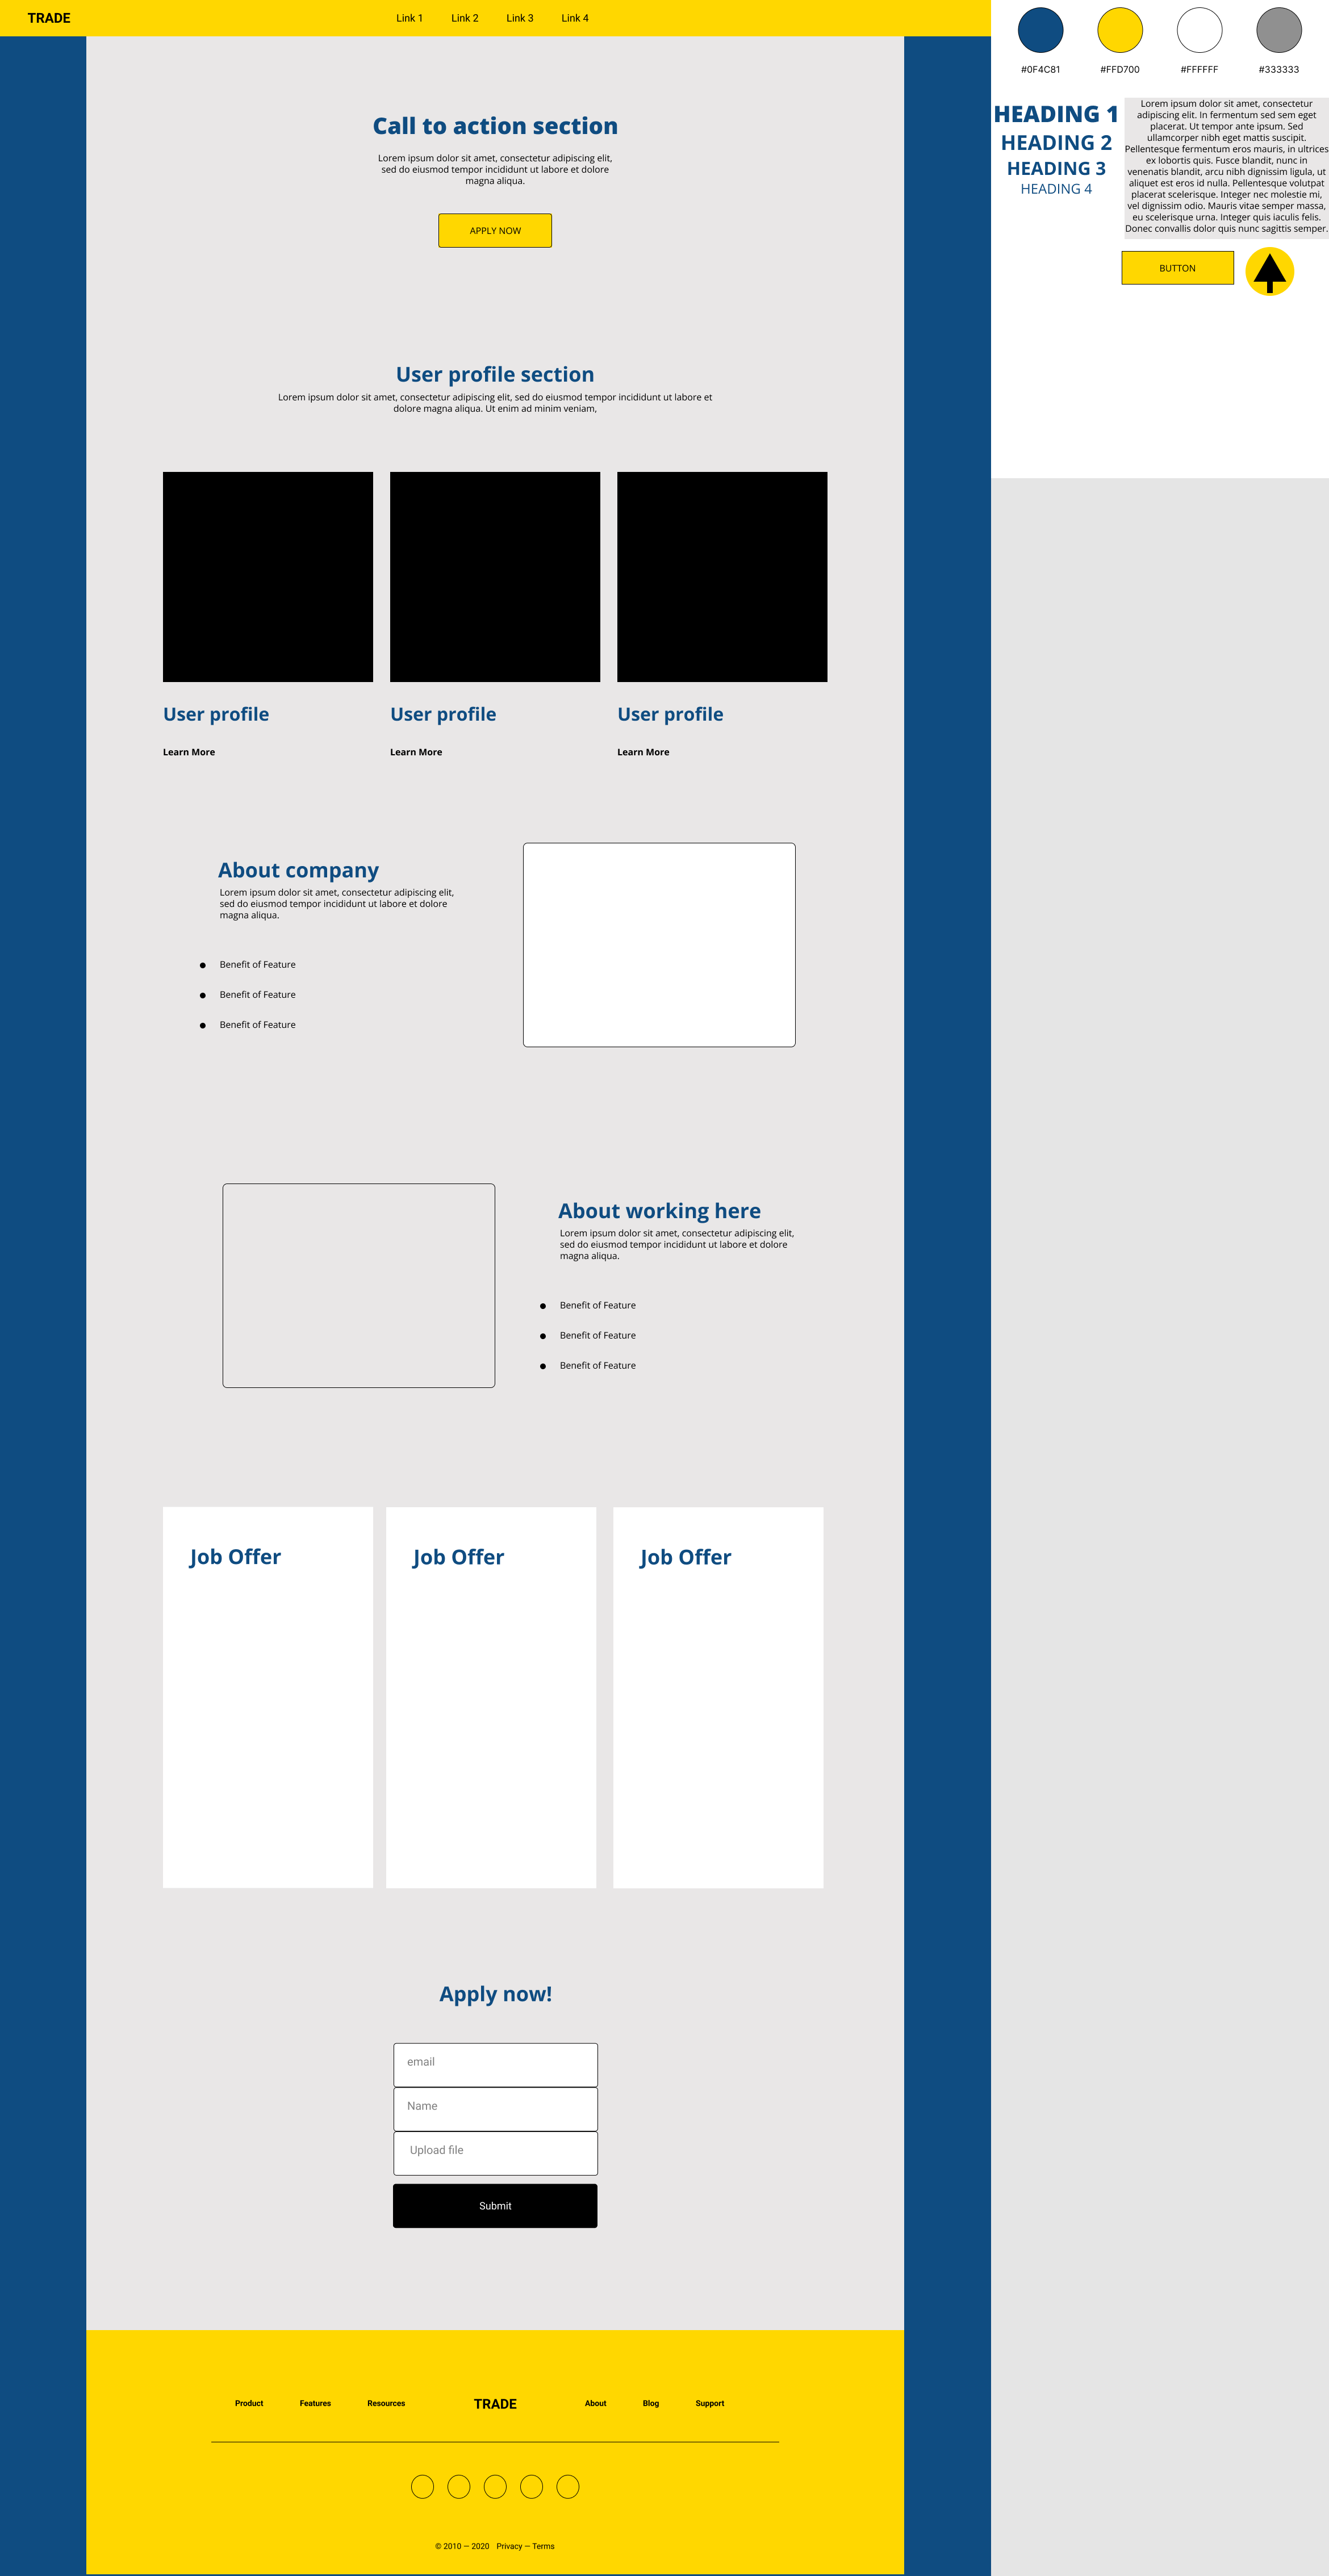 TRADE
Link 1
Link 2
Link 3
Link 4
#0F4C81
#FFD700
#FFFFFF
#333333
HEADING 1
HEADING 2
HEADING 3
HEADING 4
Lorem ipsum dolor sit amet, consectetur
adipiscing elit. In fermentum sed sem eget
placerat. Ut tempor ante ipsum. Sed
ullamcorper nibh eget mattis suscipit.
Pellentesque fermentum eros mauris, in ultrices
ex lobortis quis. Fusce blandit, nunc in
venenatis blandit, arcu nibh dignissim ligula, ut
aliquet est eros id nulla. Pellentesque volutpat
placerat scelerisque. Integer nec molestie mi,
vel dignissim odio. Mauris vitae semper massa,
eu scelerisque urna. Integer quis iaculis felis.
Donec convallis dolor quis nunc sagittis semper.
BUTTON
Call to action section
Lorem ipsum dolor sit amet, consectetur adipiscing elit,
sed do eiusmod tempor incididunt ut labore et dolore
magna aliqua.
APPLY NOW
User profile section
Lorem ipsum dolor sit amet, consectetur adipiscing elit, sed do eiusmod tempor incididunt ut labore et
dolore magna aliqua. Ut enim ad minim veniam,
User profile
User profile
User profile
Learn More
Learn More
Learn More
About company
Lorem ipsum dolor sit amet, consectetur adipiscing elit,
sed do eiusmod tempor incididunt ut labore et dolore
magna aliqua.
Benefit of Feature
Benefit of Feature
Benefit of Feature
About working here
Lorem ipsum dolor sit amet, consectetur adipiscing elit,
sed do eiusmod tempor incididunt ut labore et dolore
magna aliqua.
Benefit of Feature
Benefit of Feature
Benefit of Feature
Job Offer
Job Offer
Job Offer
Apply now!
email
Name
Upload file
Submit
Product
Features
Resources
TRADE
About
Blog
Support
© 2010 — 2020
Privacy — Terms